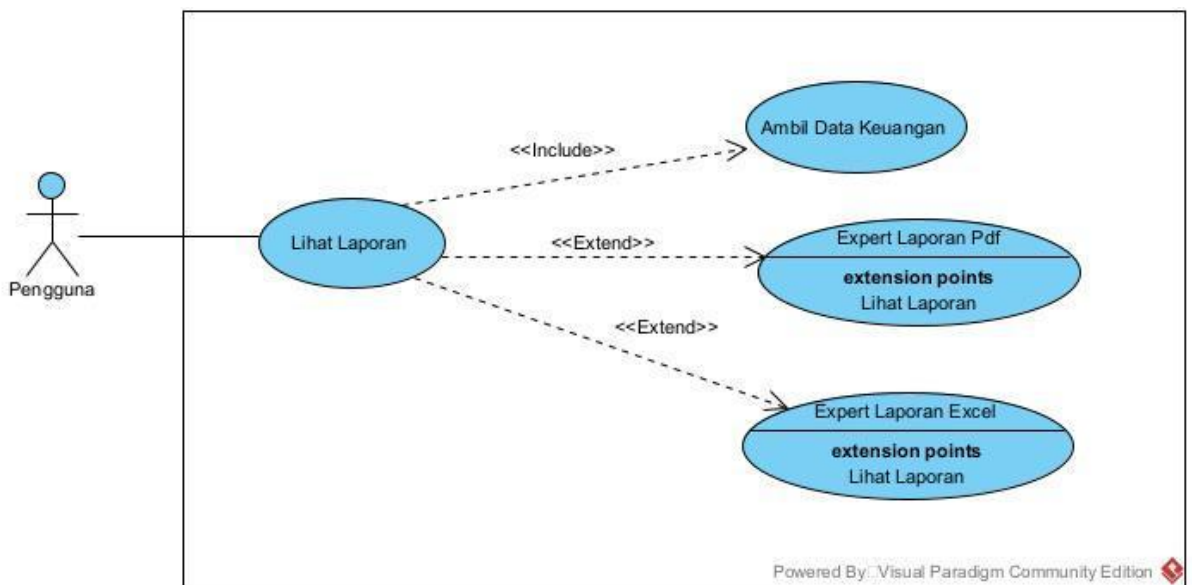 Ambil Data Keuangan
<<Include>>
Pengguna
Lihat Laporan
<<Extend>>
Expert Laporan Pdf
extension points
Lihat Laporan
<<Extend>>
Expert Laporan Excel
extension points
Lihat Laporan
Powered By Visual Paradigm Community Edition